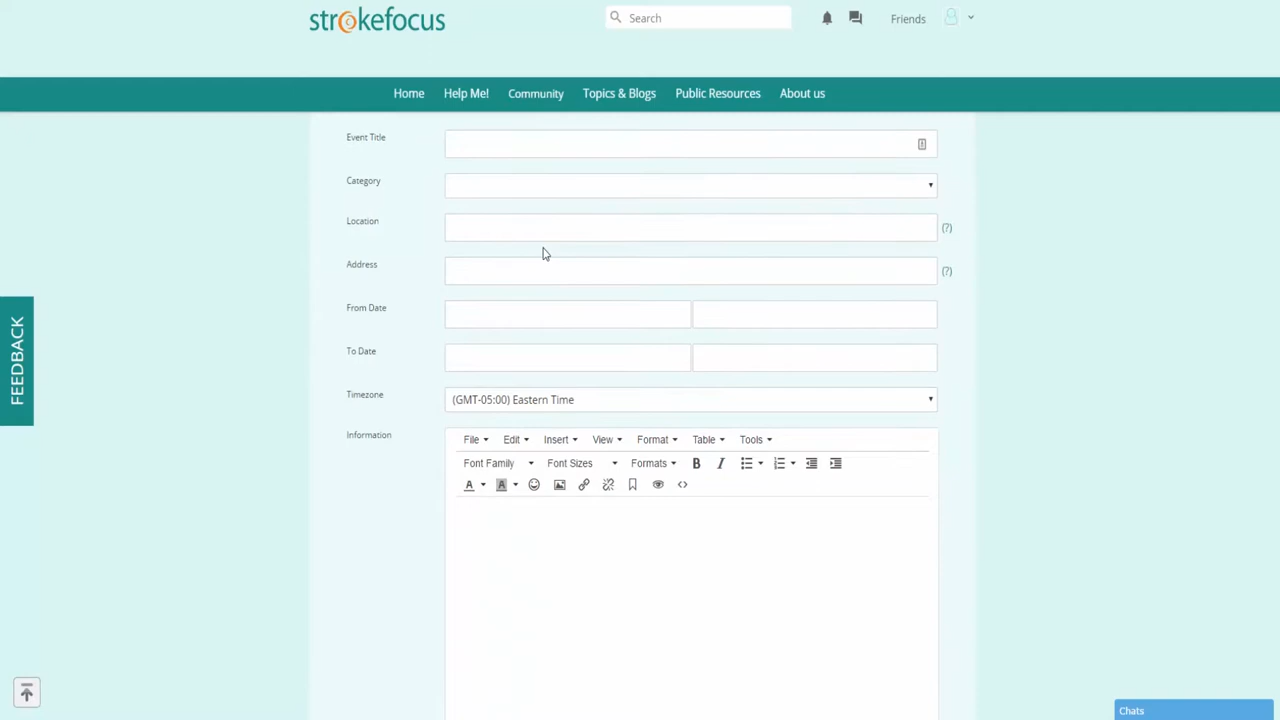 strokefocus
Search
Friends
Home Help Me! Community Topics & Blogs Public Resources About us
Event Title
Category
Location
(?)
Address
(?)
From Date
To Date
Timezone
(GMT-05:00) Eastern Time
Information
File Edit Insert View Format Table Tools
Font Family Font Sizes Formats B I
A A
FEEDBACK
Chats